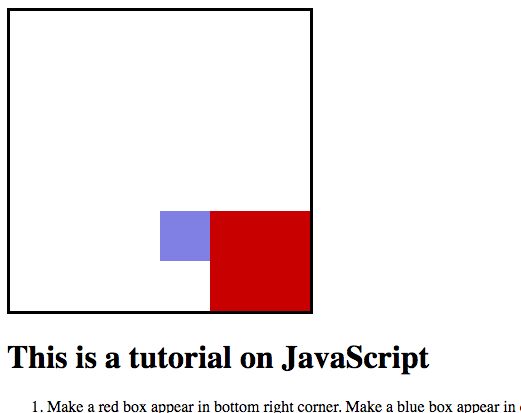 This is a tutorial on JavaScript
1. Make a red box appear in bottom right corner. Make a blue box appear in